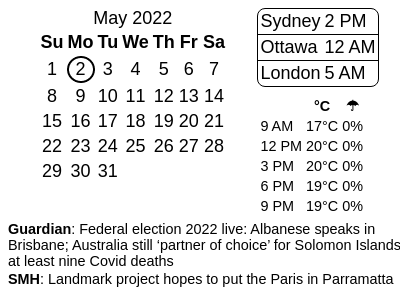 May 2022
Su Mo Tu We Th Fr Sa
1 2 3 4 5 6 7
8 9 10 11 12 13 14
15 16 17 18 19 20 21
22 23 24 25 26 27 28
29 30 31
Sydney 2 PM
Ottawa 12 AM
London 5 AM
°C ☂
9 AM 17°C 0%
12 PM 20°C 0%
3 PM 20°C 0%
6 PM 19°C 0%
9 PM 19°C 0%
Guardian: Federal election 2022 live: Albanese speaks in
Brisbane; Australia still ‘partner of choice’ for Solomon Islands
at least nine Covid deaths
SMH: Landmark project hopes to put the Paris in Parramatta